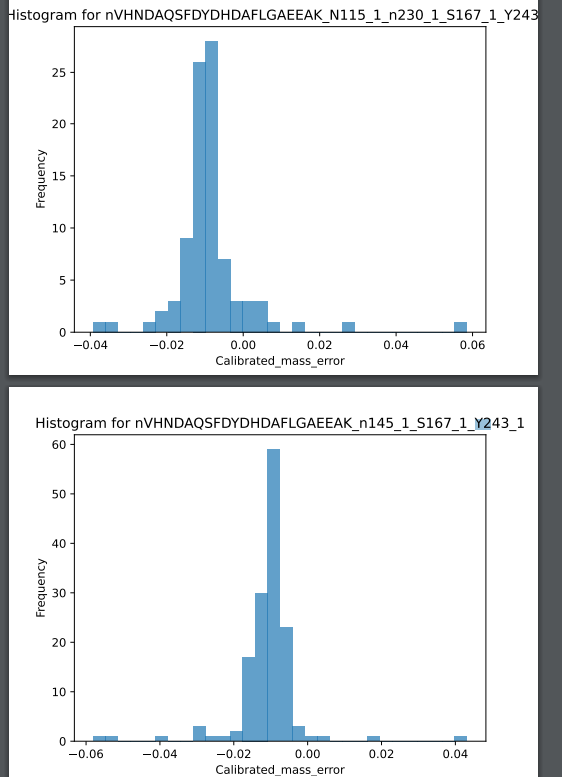 Histogram for nVHNDAQSFDYDHDAFLGAEEAK_N115_1_n230_1_S167_1_Y243
25
20
15
10
5
0
Frequency
−0.04 −0.02 0.00 0.02 0.04 0.06
Calibrated_mass_error
Histogram for nVHNDAQSFDYDHDAFLGAEEAK_n145_1_S167_1_Y243_1
60
50
40
30
20
10
0
Frequency
−0.06 −0.04 −0.02 0.00 0.02 0.04
Calibrated_mass_error